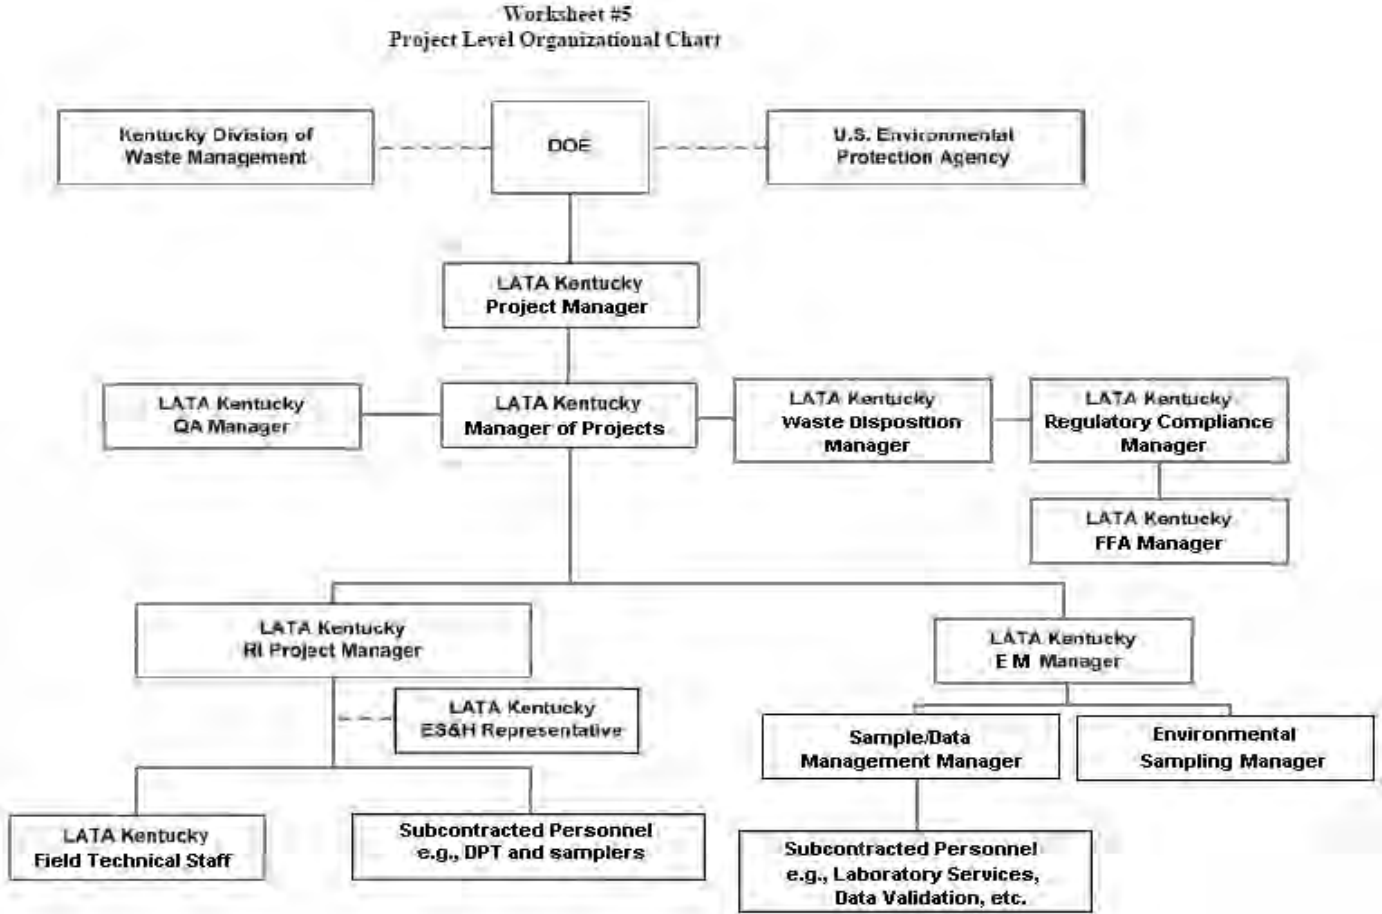 Worksheet #5
Project Level Organizational Chart
Kentucky Division of
Waste Management
DOE
U.S. Environmental
Protection Agency
LATA Kentucky
Project Manager
LATA Kentucky
QA Manager
LATA Kentucky
Manager of Projects
LATA Kentucky
Waste Disposition
Manager
LATA Kentucky
Regulatory Compliance
Manager
LATA Kentucky
FFA Manager
LATA Kentucky
RI Project Manager
LATA Kentucky
E M Manager
LATA Kentucky
ES&H Representative
Sample/Data
Management Manager
Environmental
Sampling Manager
LATA Kentucky
Field Technical Staff
Subcontracted Personnel
e.g., DPT and samplers
Subcontracted Personnel
e.g., Laboratory Services,
Data Validation, etc.